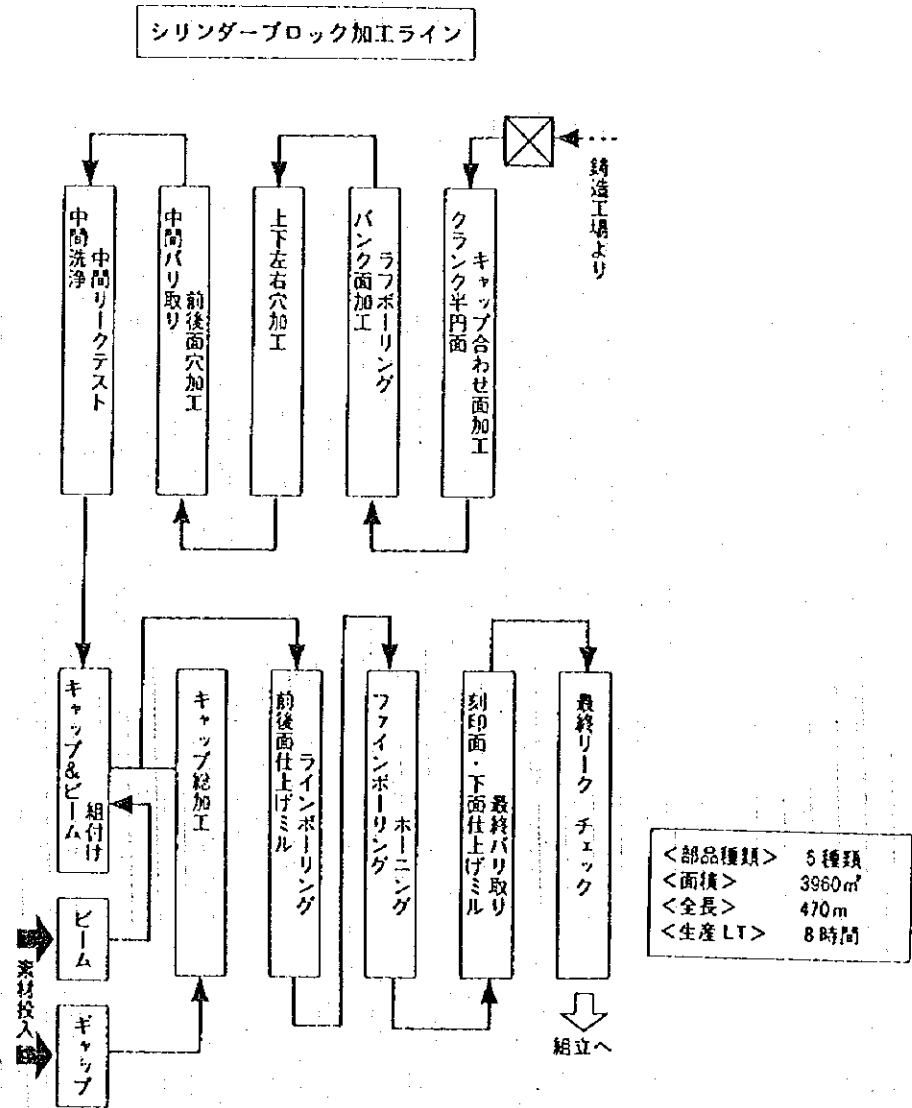 シリンダーブロック加工ライン
鋳造工場より
キャップ合わせ面加工
クランク半円面
ラフボーリング
バンク面加工
上下左右穴加工
前後面穴加工
中間バリ取り
中間リークテスト
中間洗浄
キャップ&ビーム
組付け
キャップ総加工
ラインボーリング
前後面仕上げミル
ホーニング
ファインボーリング
最終バリ取り
刻印面・下面仕上げミル
最終リーク チェック
ビーム
キャップ
素材投入
組立へ
<部品種類> 5種類
<面積> 3960㎡
<全長> 470m
<生産LT> 8時間